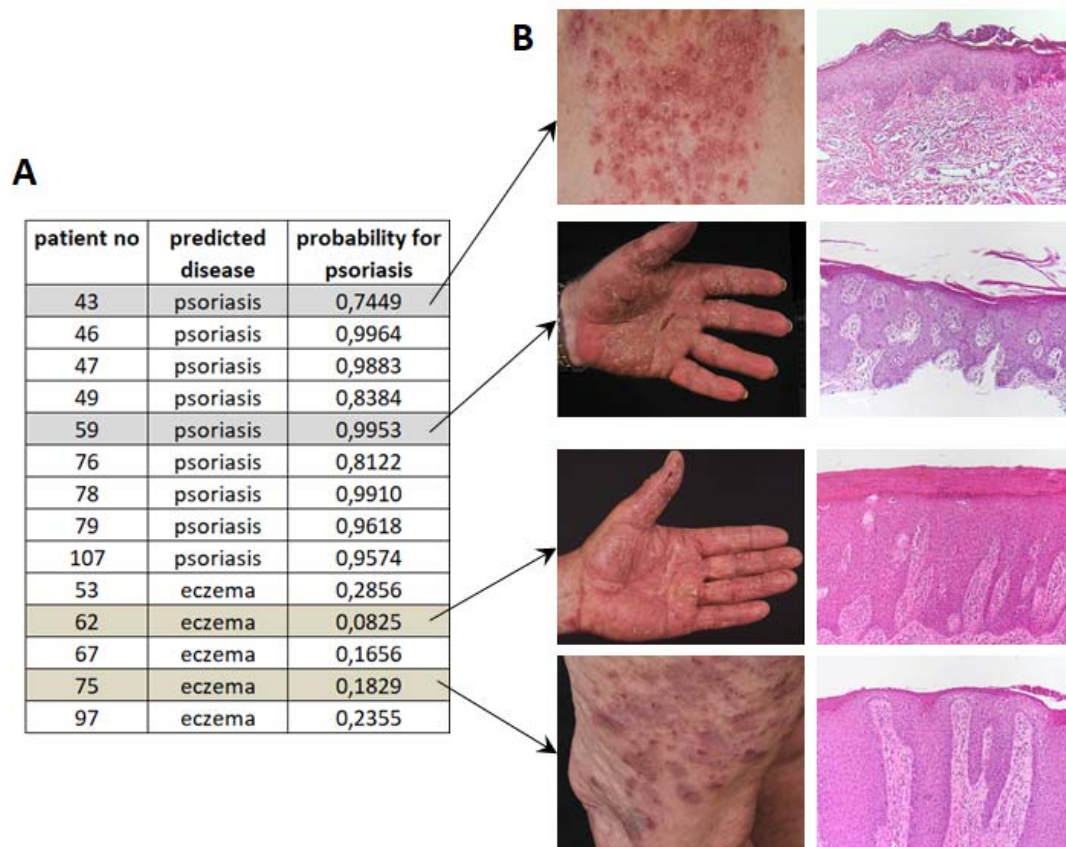 B
A
patient no predicted disease probability for psoriasis
43 psoriasis 0,7449
46 psoriasis 0,9964
47 psoriasis 0,9883
49 psoriasis 0,8384
59 psoriasis 0,9953
76 psoriasis 0,8122
78 psoriasis 0,9910
79 psoriasis 0,9618
107 psoriasis 0,9574
53 eczema 0,2856
62 eczema 0,0825
67 eczema 0,1656
75 eczema 0,1829
97 eczema 0,2355